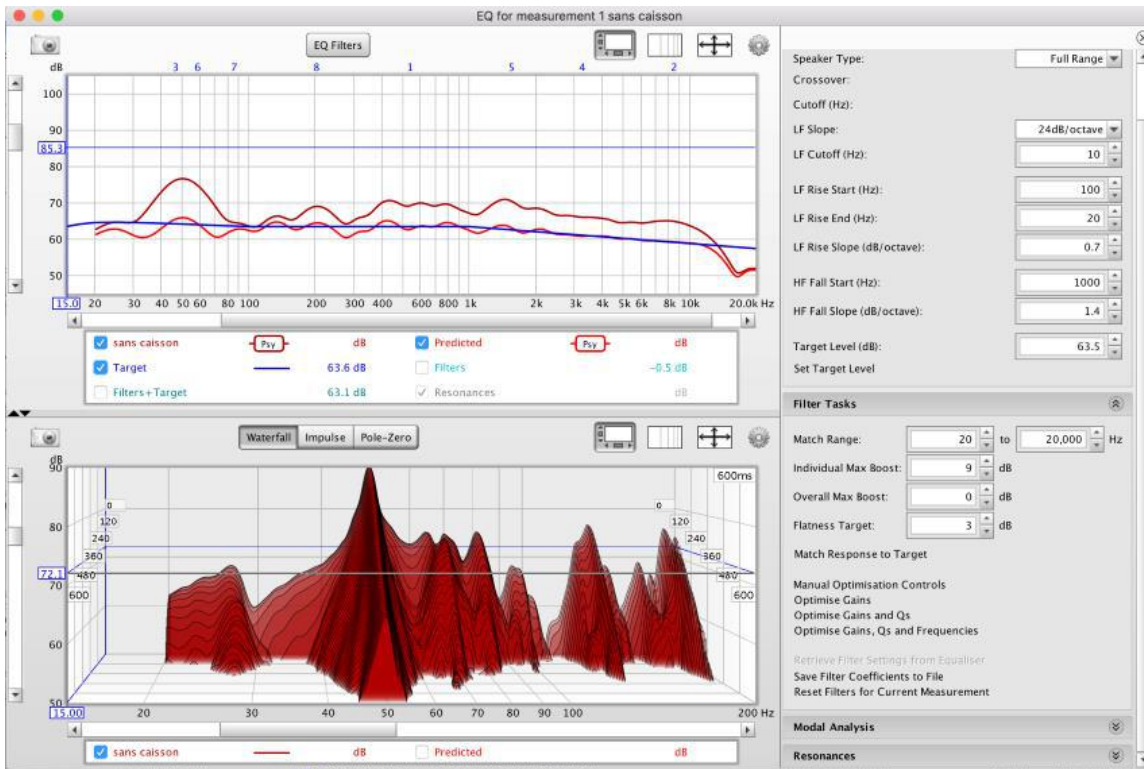 EQ for measurement 1 sans caisson
EQ Filters
dB
3 6 7 8 1 5 4 2
100
90
85.3
80
70
60
50
15.0 20 30 40 50 60 80 100 200 300 400 600 800 1k 2k 3k 4k 5k 6k 8k 10k 20.0k Hz
sans caisson Psy dB Predicted Psy dB
Target 63.6 dB Filters -0.5 dB
Filters+Target 63.1 dB Resonances dB
Waterfall Impulse Pole-Zero
dB
90
600ms
0 0
120 120
80
240 240
360 360
72.1
480 480
70
600 600
60
50
15.00 20 30 40 50 60 70 80 90 100 200 Hz
sans caisson dB Predicted dB
Speaker Type: Full Range
Crossover:
Cutoff (Hz):
LF Slope: 24dB/octave
LF Cutoff (Hz): 10
LF Rise Start (Hz): 100
LF Rise End (Hz): 20
LF Rise Slope (dB/octave): 0.7
HF Fall Start (Hz): 1000
HF Fall Slope (dB/octave): 1.4
Target Level (dB): 63.5
Set Target Level
Filter Tasks
Match Range: 20 to 20,000 Hz
Individual Max Boost: 9 dB
Overall Max Boost: 0 dB
Flatness Target: 3 dB
Match Response to Target
Manual Optimisation Controls
Optimise Gains
Optimise Gains and Qs
Optimise Gains, Qs and Frequencies
Retrieve Filter Settings from Equaliser
Save Filter Coefficients to File
Reset Filters for Current Measurement
Modal Analysis
Resonances